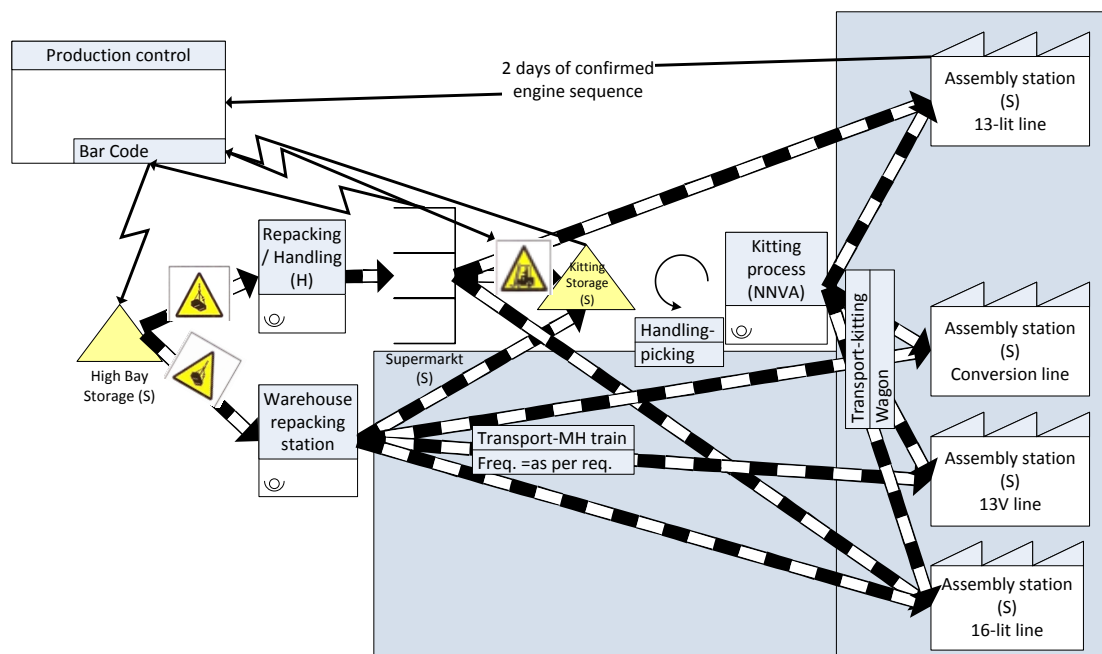 Production control
Bar Code
2 days of confirmed
engine sequence
Assembly station
(S)
13-lit line
Repacking
/ Handling
(H)
Kitting
Storage
(S)
Kitting
process
(NNVA)
Handling-
picking
High Bay
Storage (S)
Supermarkt
(S)
Transport-kitting
Wagon
Assembly station
(S)
Conversion line
Warehouse
repacking
station
Transport-MH train
Freq. =as per req.
Assembly station
(S)
13V line
Assembly station
(S)
16-lit line